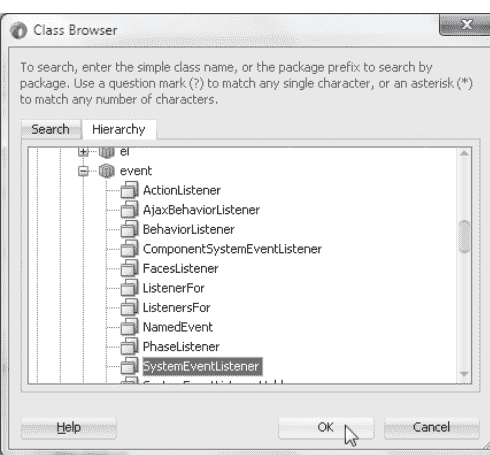 Class Browser
To search, enter the simple class name, or the package prefix to search by
package. Use a question mark (?) to match any single character, or an asterisk (*)
to match any number of characters.
Search Hierarchy
el
event
ActionListener
AjaxBehaviorListener
BehaviorListener
ComponentSystemEventListener
FacesListener
ListenerFor
ListenersFor
NamedEvent
PhaseListener
SystemEventListener
Help OK Cancel